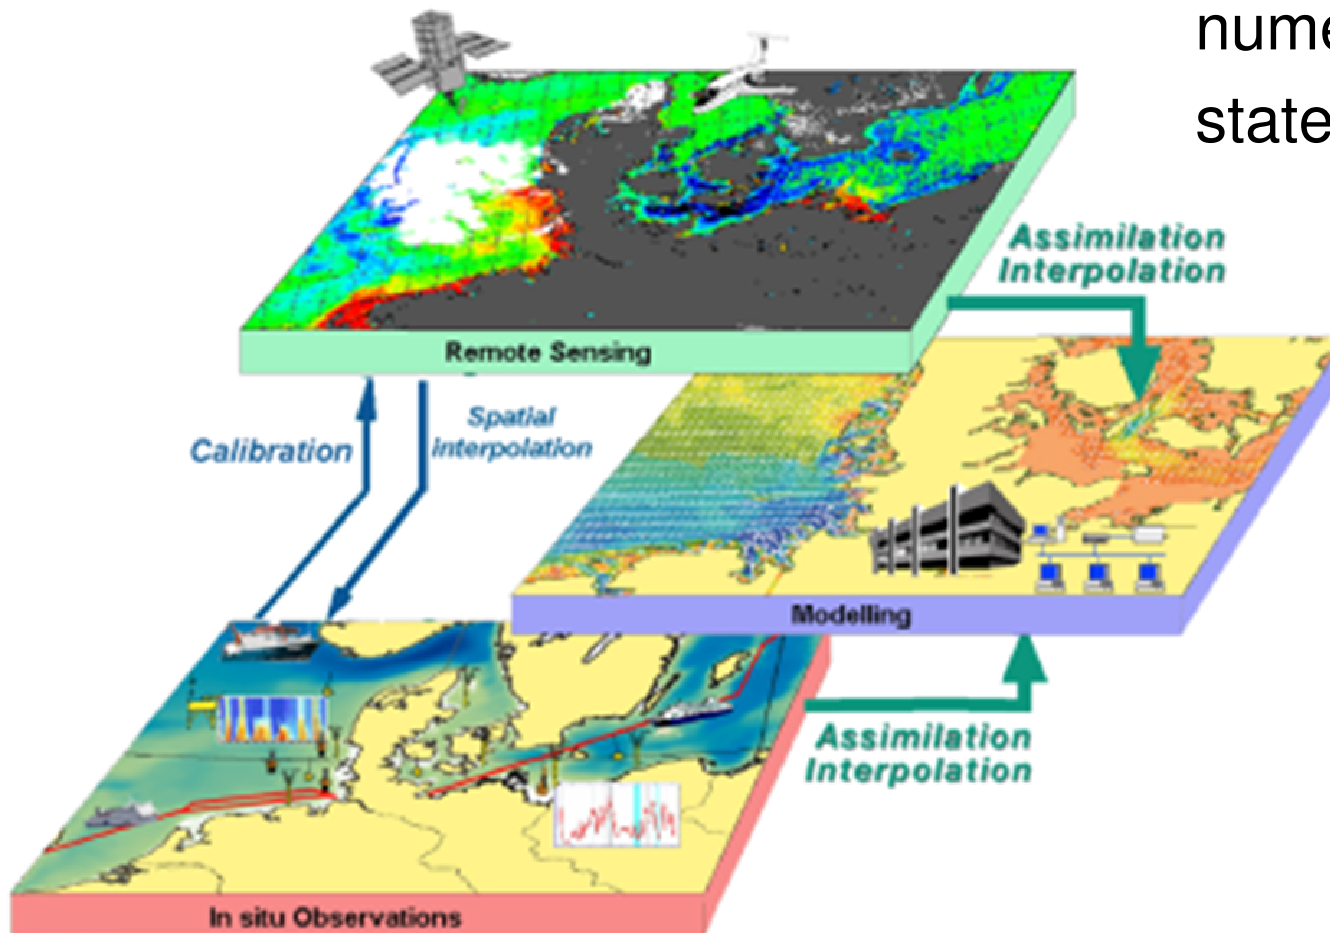 nume
state
Assimilation
Interpolation
Remote Sensing
Spatial
Interpolation
Calibration
Modelling
Assimilation
Interpolation
In situ Observations